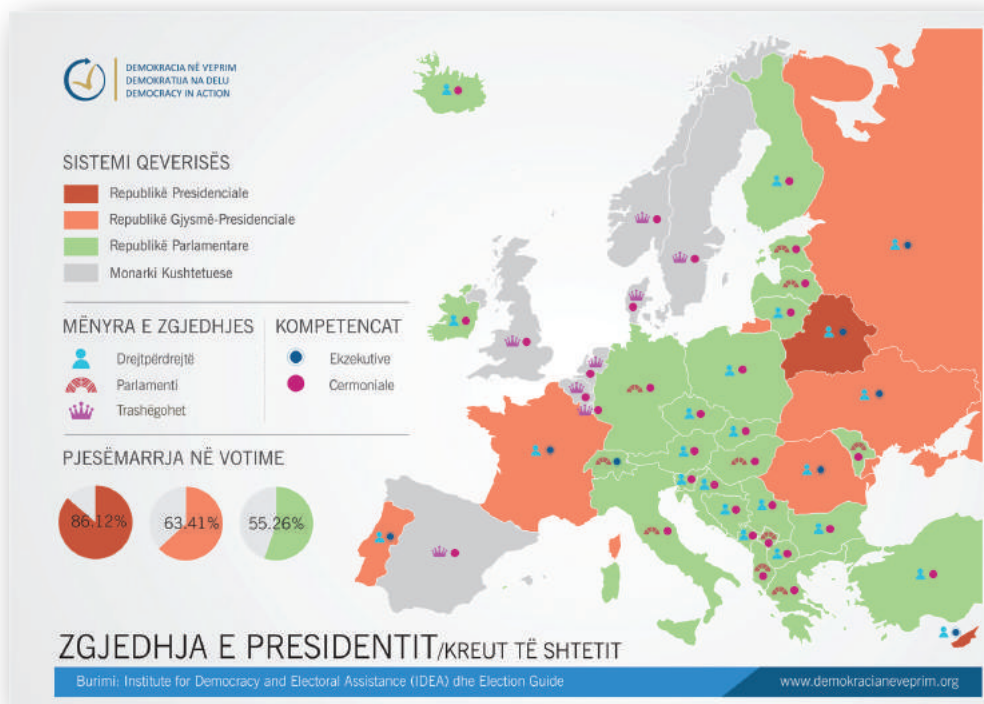 DEMOKRACIA NË VEPRIM
DEMOKRATIJA NA DELU
DEMOCRACY IN ACTION
SISTEMI QEVERISËS
Republikë Presidenciale
Republikë Gjysmë-Presidenciale
Republikë Parlamentare
Monarki Kushtetuese
MËNYRA E ZGJEDHJES
Drejtpërdrejtë
Parlamenti
Trashëgohet
KOMPETENCAT
Ekzekutive
Cermoniale
PJESËMARRJA NË VOTIME
86.12%
63.41%
55.26%
ZGJEDHJA E PRESIDENTIT/KREUT TË SHTETIT
Burimi: Institute for Democracy and Electoral Assistance (IDEA) dhe Election Guide
www.demokracianeveprim.org